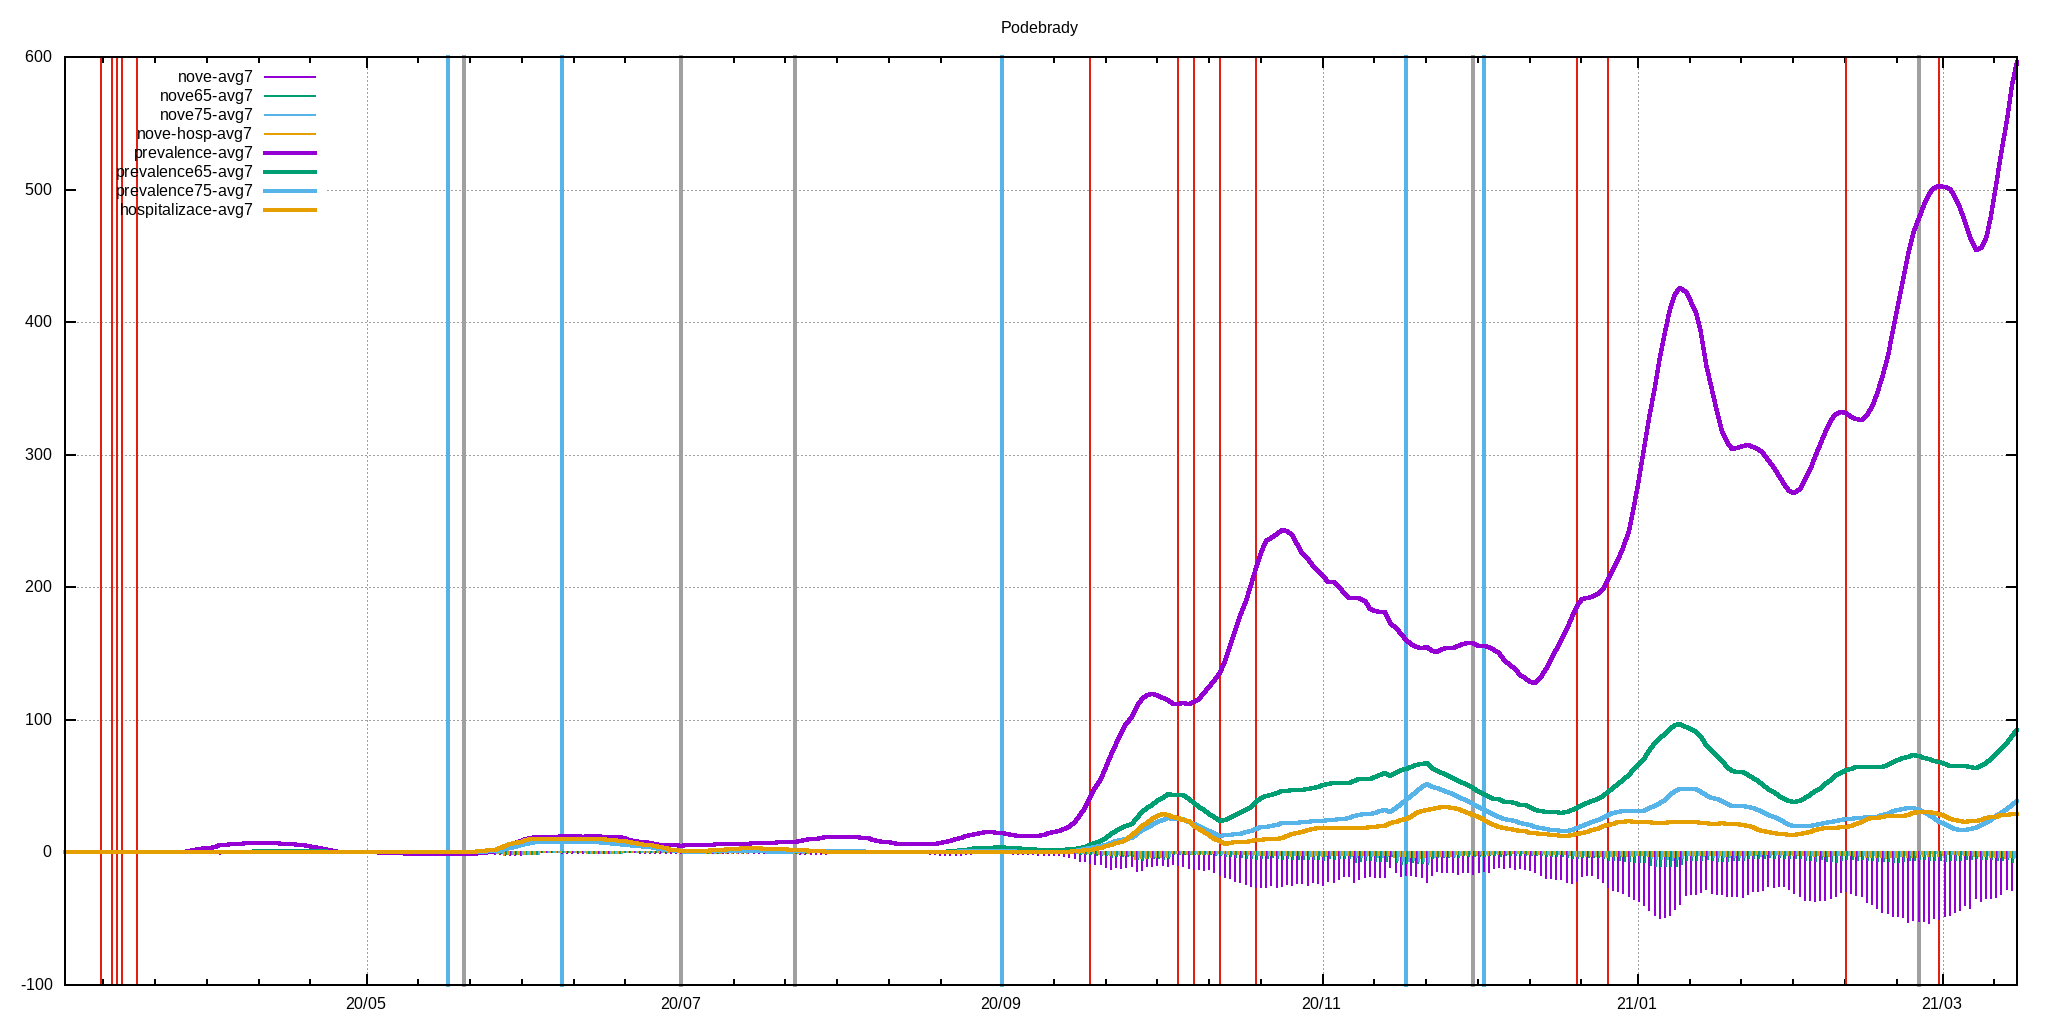 Podebrady
600
500
400
300
200
100
0
-100
nove-avg7
nove65-avg7
nove75-avg7
nove-hosp-avg7
prevalence-avg7
prevalence65-avg7
prevalence75-avg7
hospitalizace-avg7
20/05 20/07 20/09 20/11 21/01 21/03